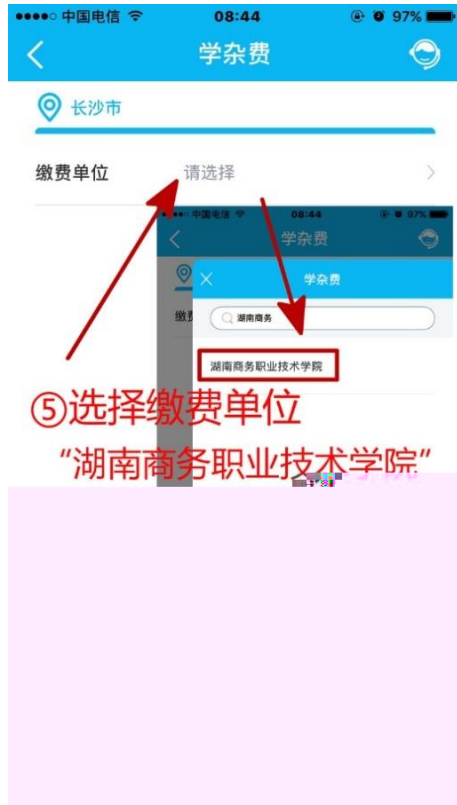 中国电信 08:44 97%
学杂费
长沙市
缴费单位 请选择
中国电信 08:44 97%
学杂费
学杂费
缴费
湖南商务
湖南商务职业技术学院
⑤选择缴费单位
“湖南商务职业技术学院”